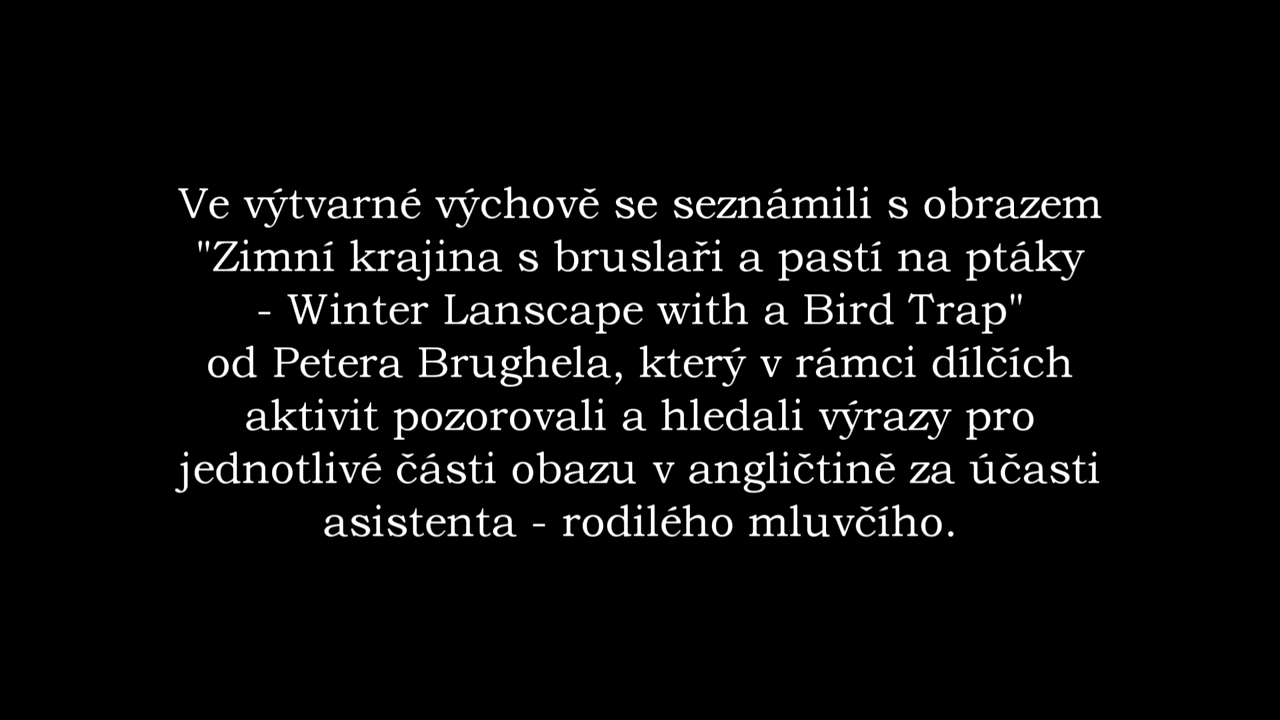 Ve výtvarné výchově se seznámili s obrazem
"Zimní krajina s bruslaři a pastí na ptáky
- Winter Lanscape with a Bird Trap"
od Petera Brughela, který v rámci dílčích
aktivit pozorovali a hledali výrazy pro
jednotlivé části obazu v angličtině za účasti
asistenta - rodilého mluvčího.